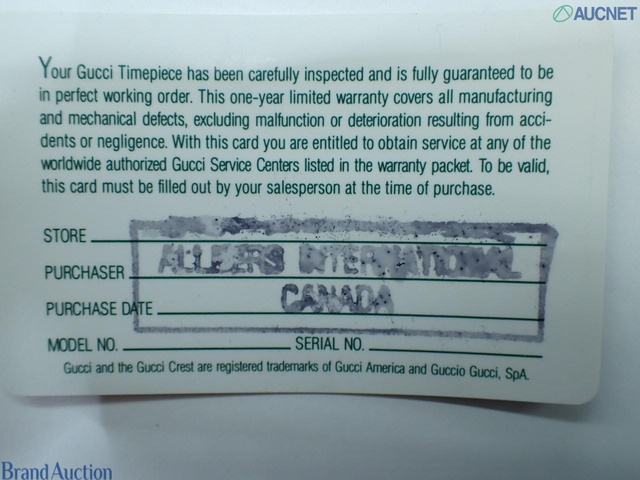 AUCNET
Your Gucci Timepiece has been carefully inspected and is fully guaranteed to be
in perfect working order. This one-year limited warranty covers all manufacturing
and mechanical defects, excluding malfunction or deterioration resulting from acci-
dents or negligence. With this card you are entitled to obtain service at any of the
worldwide authorized Gucci Service Centers listed in the warranty packet. To be valid,
this card must be filled out by your salesperson at the time of purchase.
STORE
PURCHASER ALLDERS INTERNATIONAL
CANADA
PURCHASE DATE
MODEL NO. SERIAL NO.
Gucci and the Gucci Crest are registered trademarks of Gucci America and Guccio Gucci, SpA.
Brand Auction